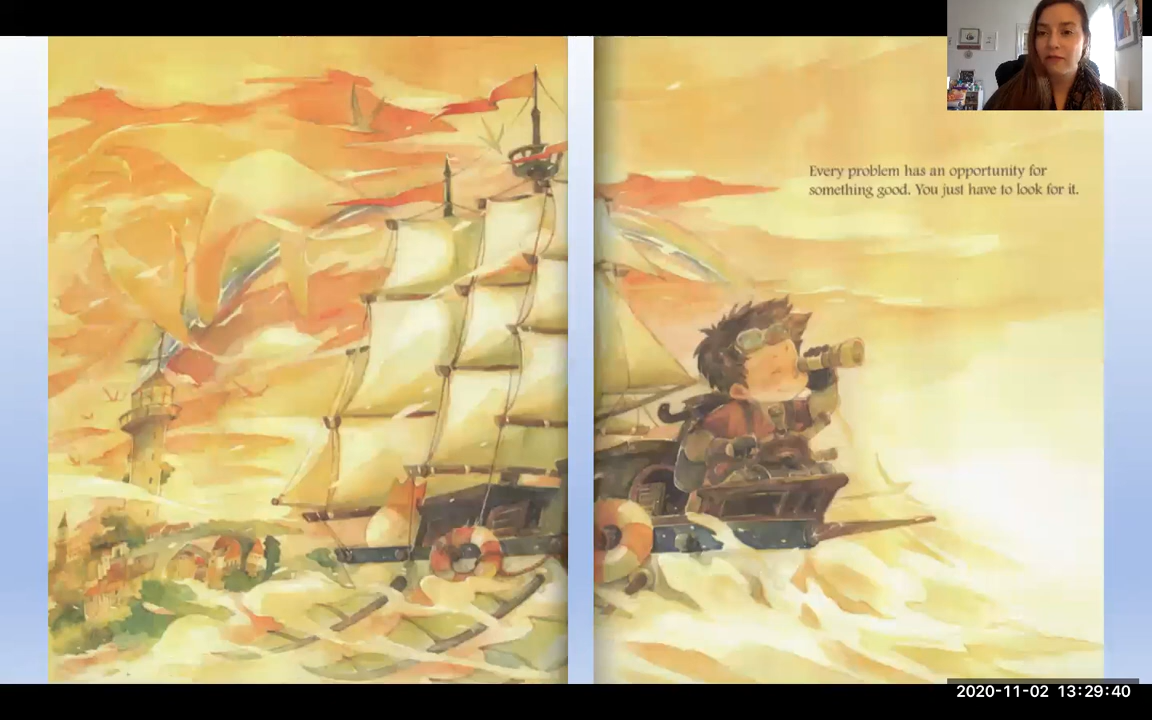 Every problem has an opportunity for
something good. You just have to look for it.
2020-11-02 13:29:40